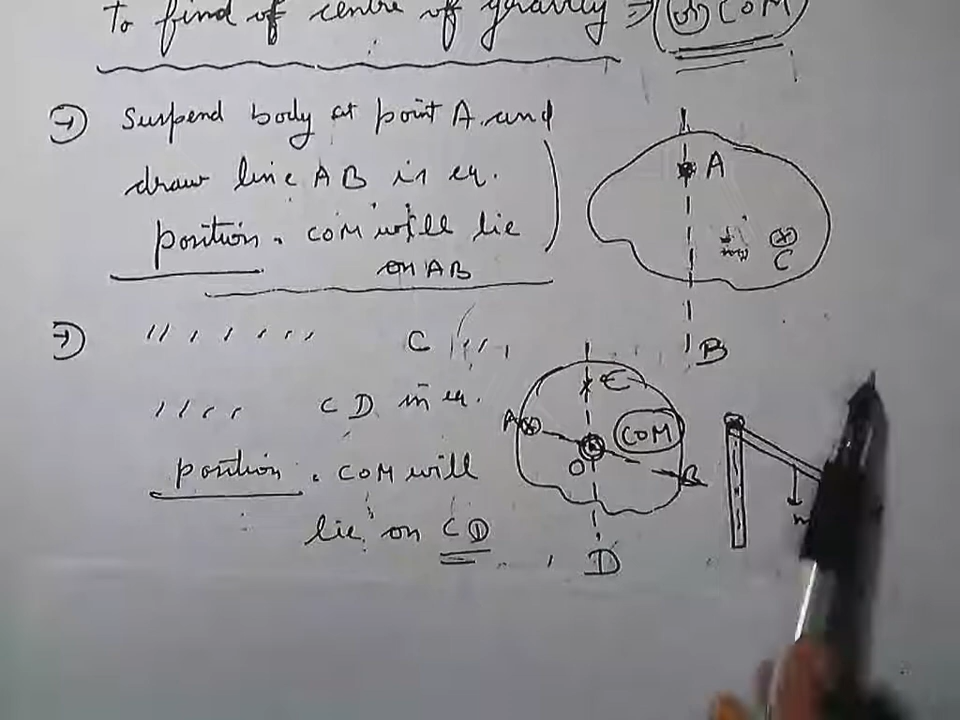 To find of centre of gravity ⇒ (or) COM
→) Suspend body at point A and
draw line AB in eq.
position. COM will lie
on AB
A
C
B
→) " , , , , , , C " , ,
" , , , CD in eq.
position. COM will
lie on CD
C
A
COM
O
B
D
m